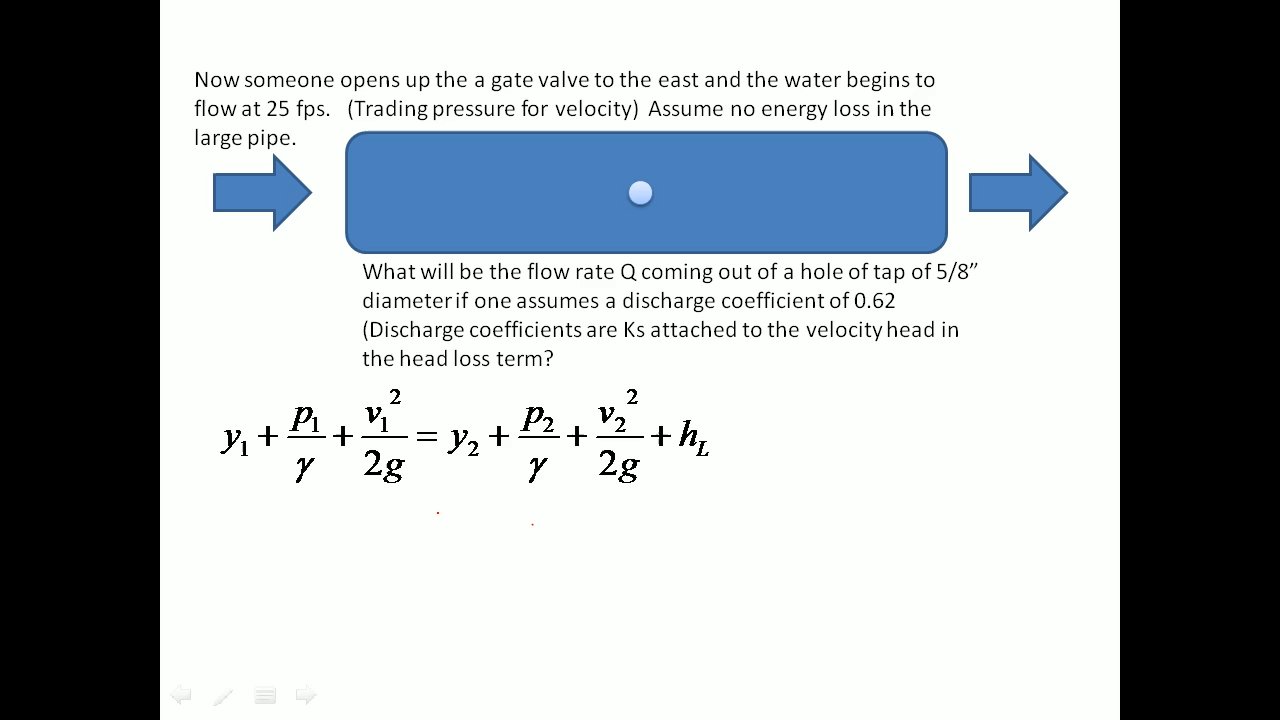 Now someone opens up the a gate valve to the east and the water begins to
flow at 25 fps. (Trading pressure for velocity) Assume no energy loss in the
large pipe.
What will be the flow rate Q coming out of a hole of tap of 5/8”
diameter if one assumes a discharge coefficient of 0.62
(Discharge coefficients are Ks attached to the velocity head in
the head loss term?
y₁ + p₁/γ + v₁²/2g = y₂ + p₂/γ + v₂²/2g + h_L